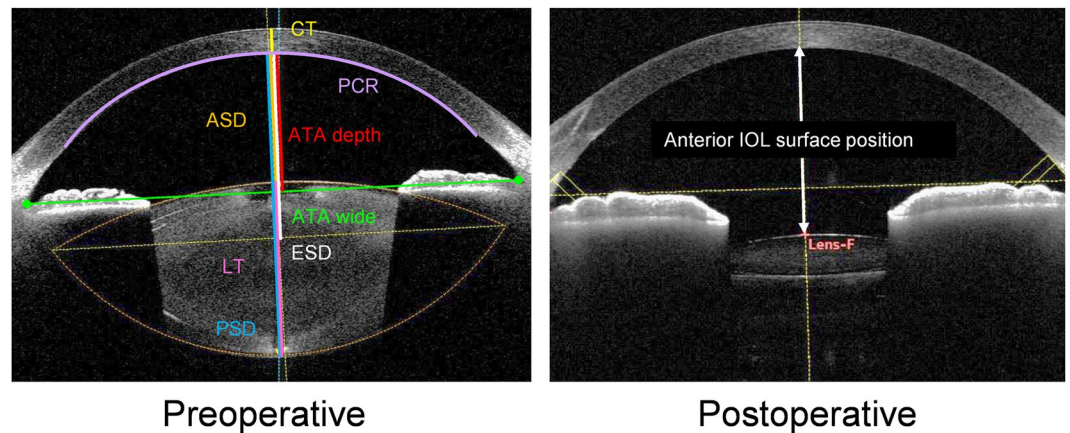 CT
PCR
ASD
ATA depth
ATA wide
ESD
LT
PSD
Anterior IOL surface position
Lens-F
Preoperative
Postoperative